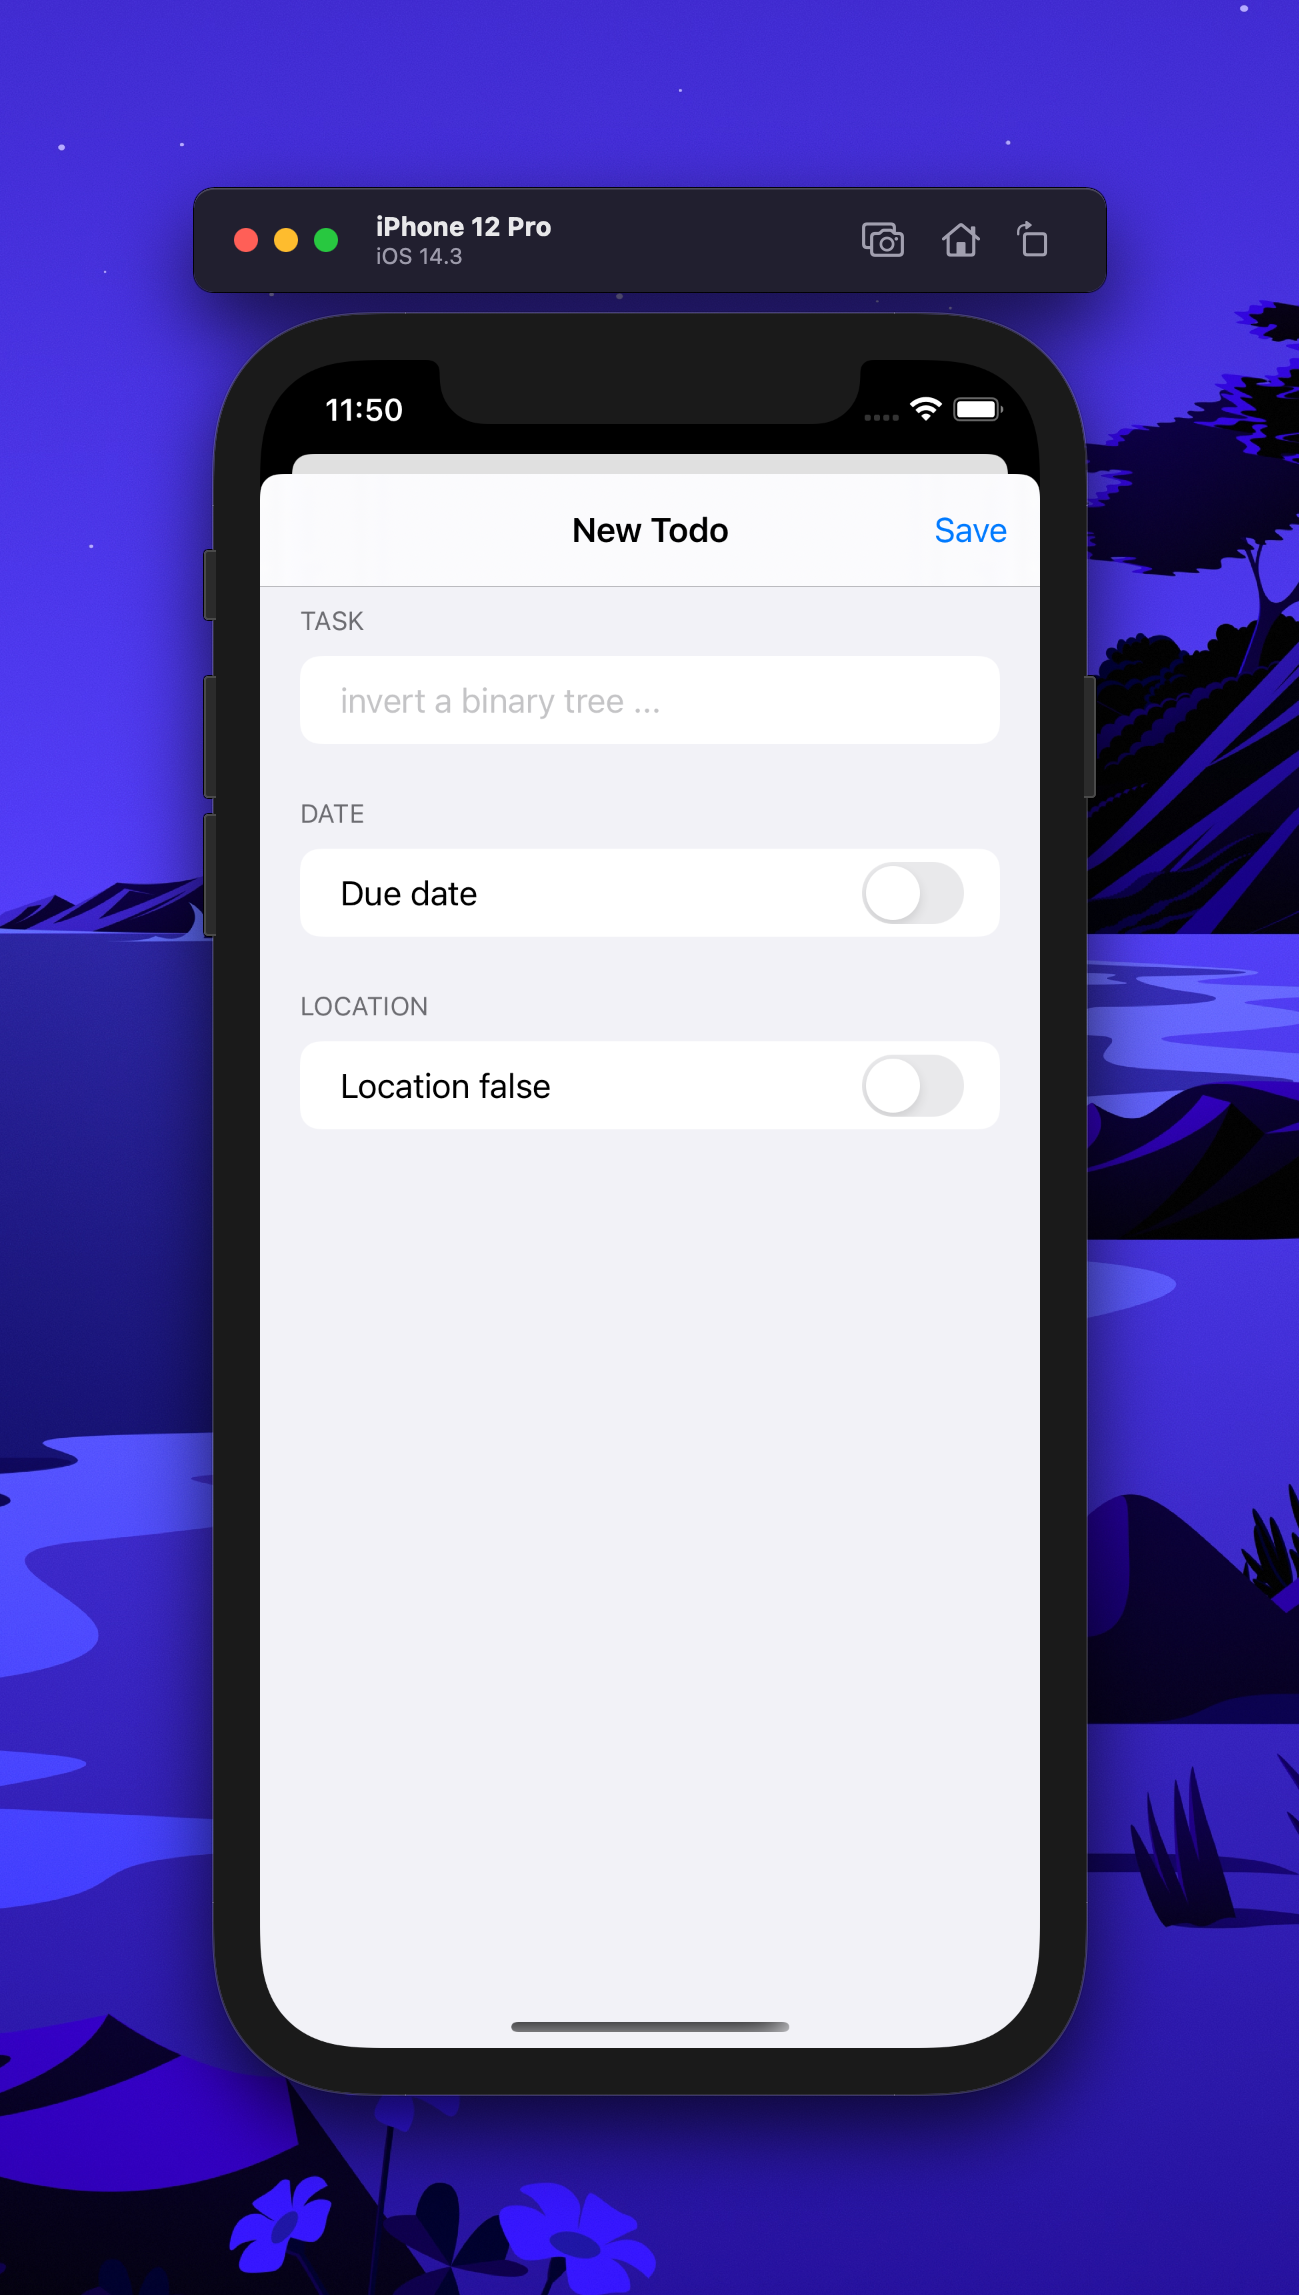 iPhone 12 Pro
iOS 14.3
11:50
New Todo
Save
TASK
invert a binary tree ...
DATE
Due date
LOCATION
Location false